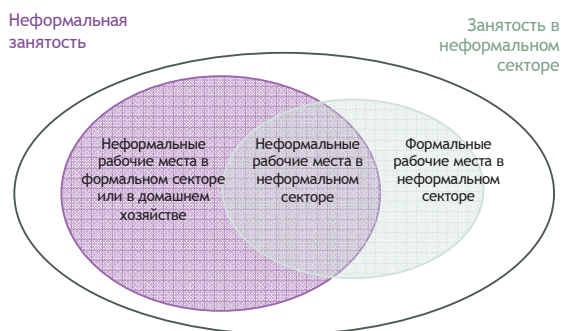 Неформальная
занятость
Занятость в
неформальном
секторе
Неформальные
рабочие места в
формальном секторе
или в домашнем
хозяйстве
Неформальные
рабочие места в
неформальном
секторе
Формальные
рабочие места в
неформальном
секторе